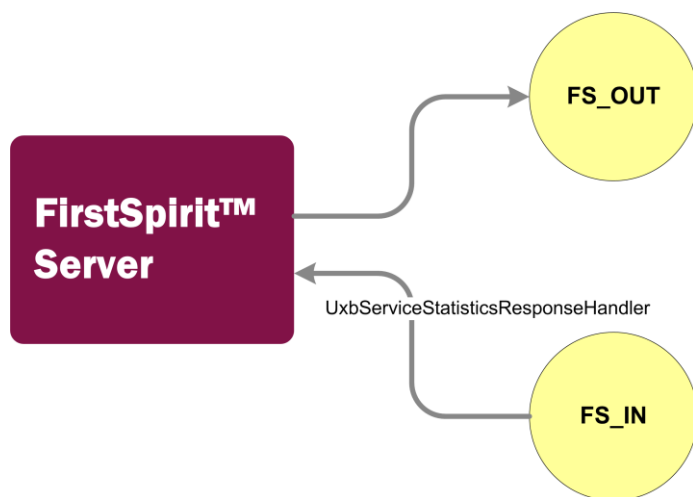 FS_OUT
FirstSpirit™
Server
UxbServiceStatisticsResponseHandler
FS_IN